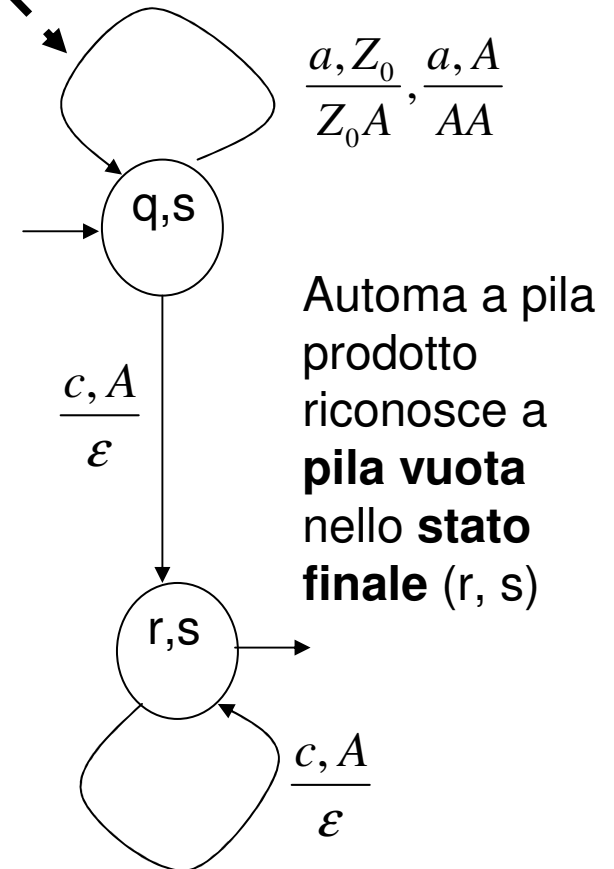 a, Z₀ / Z₀A , a, A / AA
q,s
Automa a pila
prodotto
riconosce a
pila vuota
nello stato
finale (r, s)
c, A / ε
r,s
c, A / ε